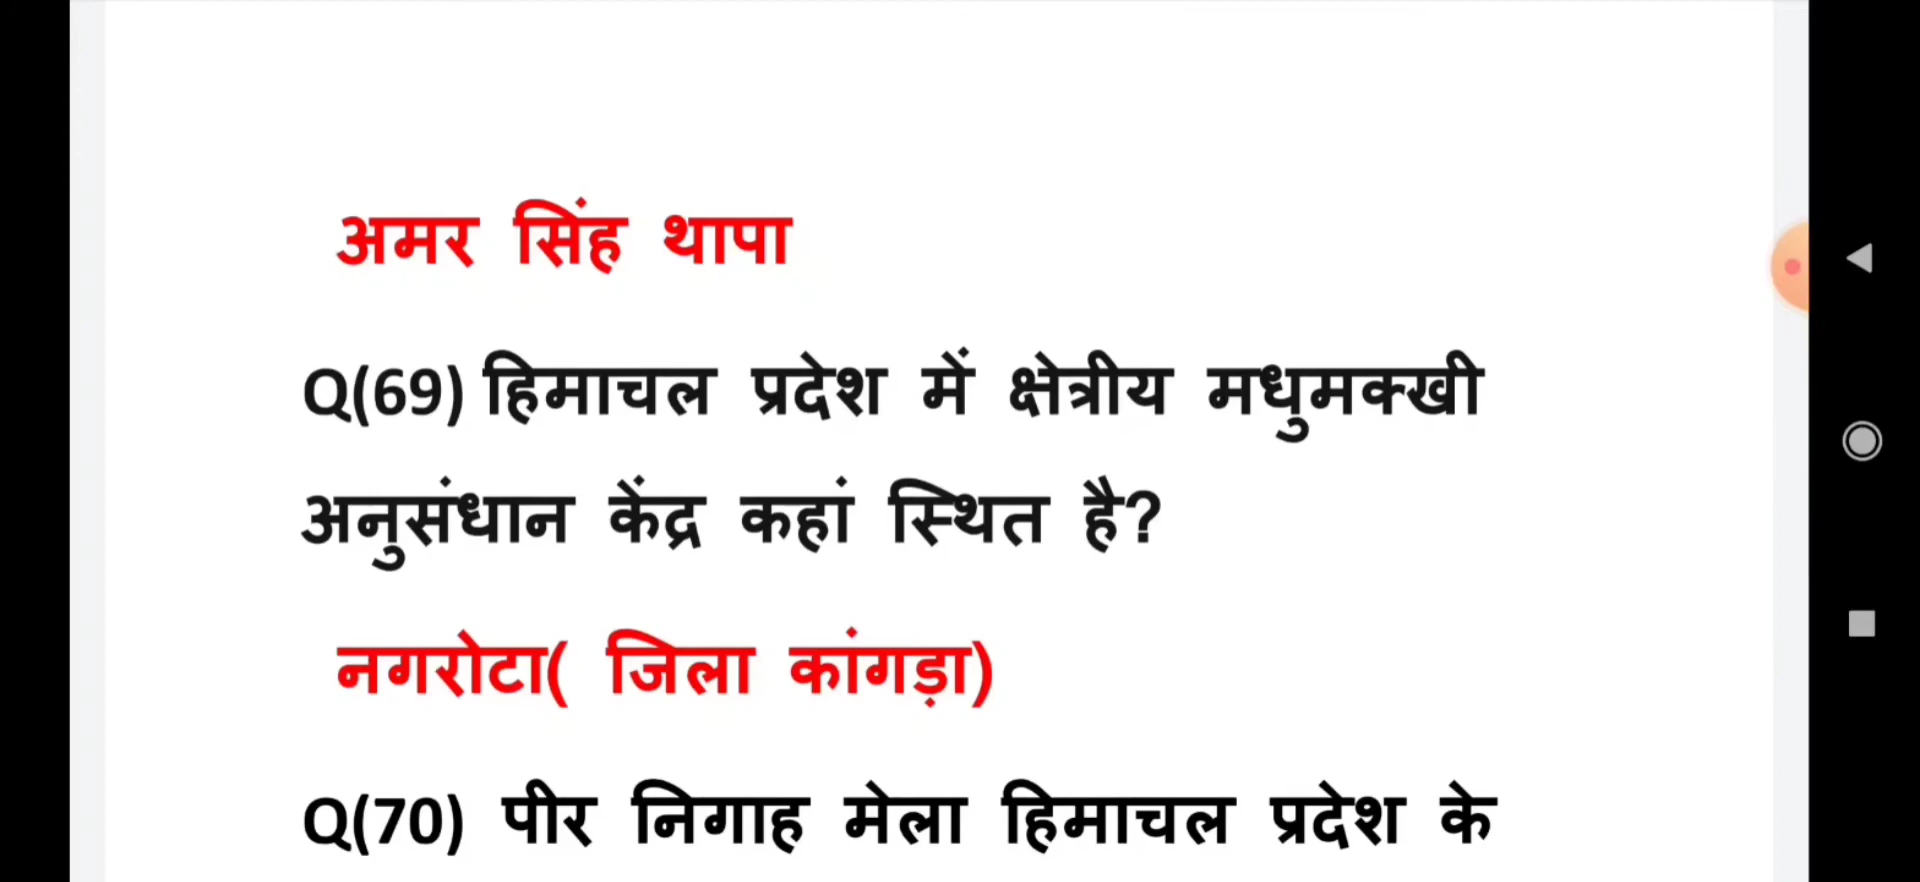 अमर सिंह थापा
Q(69) हिमाचल प्रदेश में क्षेत्रीय मधुमक्खी
अनुसंधान केंद्र कहां स्थित है?
नगरोटा( जिला कांगड़ा)
Q(70) पीर निगाह मेला हिमाचल प्रदेश के